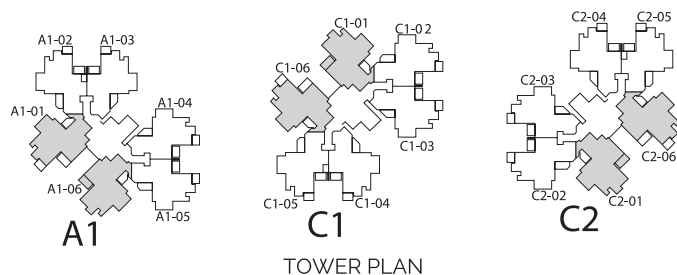 A1-02 A1-03
A1-01
A1-04
A1-06
A1-05
A1
C1-01
C1-02
C1-06
C1-03
C1-05 C1-04
C1
C2-04 C2-05
C2-03
C2-06
C2-02
C2-01
C2
TOWER PLAN